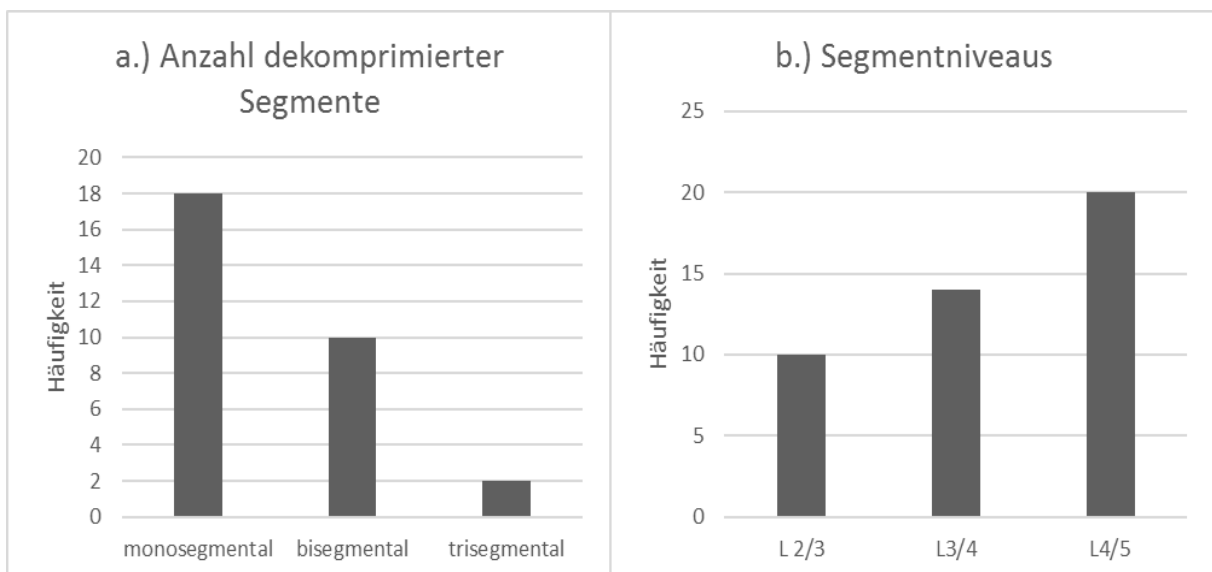 a.) Anzahl dekomprimierter
Segmente
Häufigkeit
20
18
16
14
12
10
8
6
4
2
0
monosegmental bisegmental trisegmental
b.) Segmentniveaus
Häufigkeit
25
20
15
10
5
0
L 2/3 L3/4 L4/5